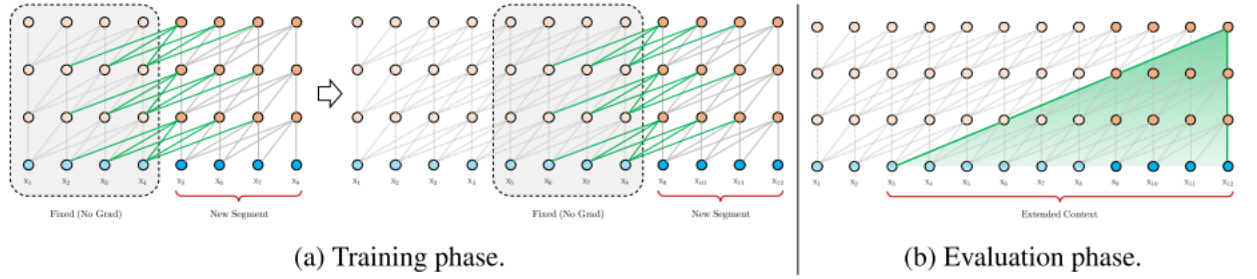 x₁ x₂ x₃ x₄ x₅ x₆ x₇ x₈
Fixed (No Grad) New Segment
x₁ x₂ x₃ x₄ x₅ x₆ x₇ x₈ x₉ x₁₀ x₁₁ x₁₂
Fixed (No Grad) New Segment
(a) Training phase.
x₁ x₂ x₃ x₄ x₅ x₆ x₇ x₈ x₉ x₁₀ x₁₁ x₁₂
Extended Context
(b) Evaluation phase.